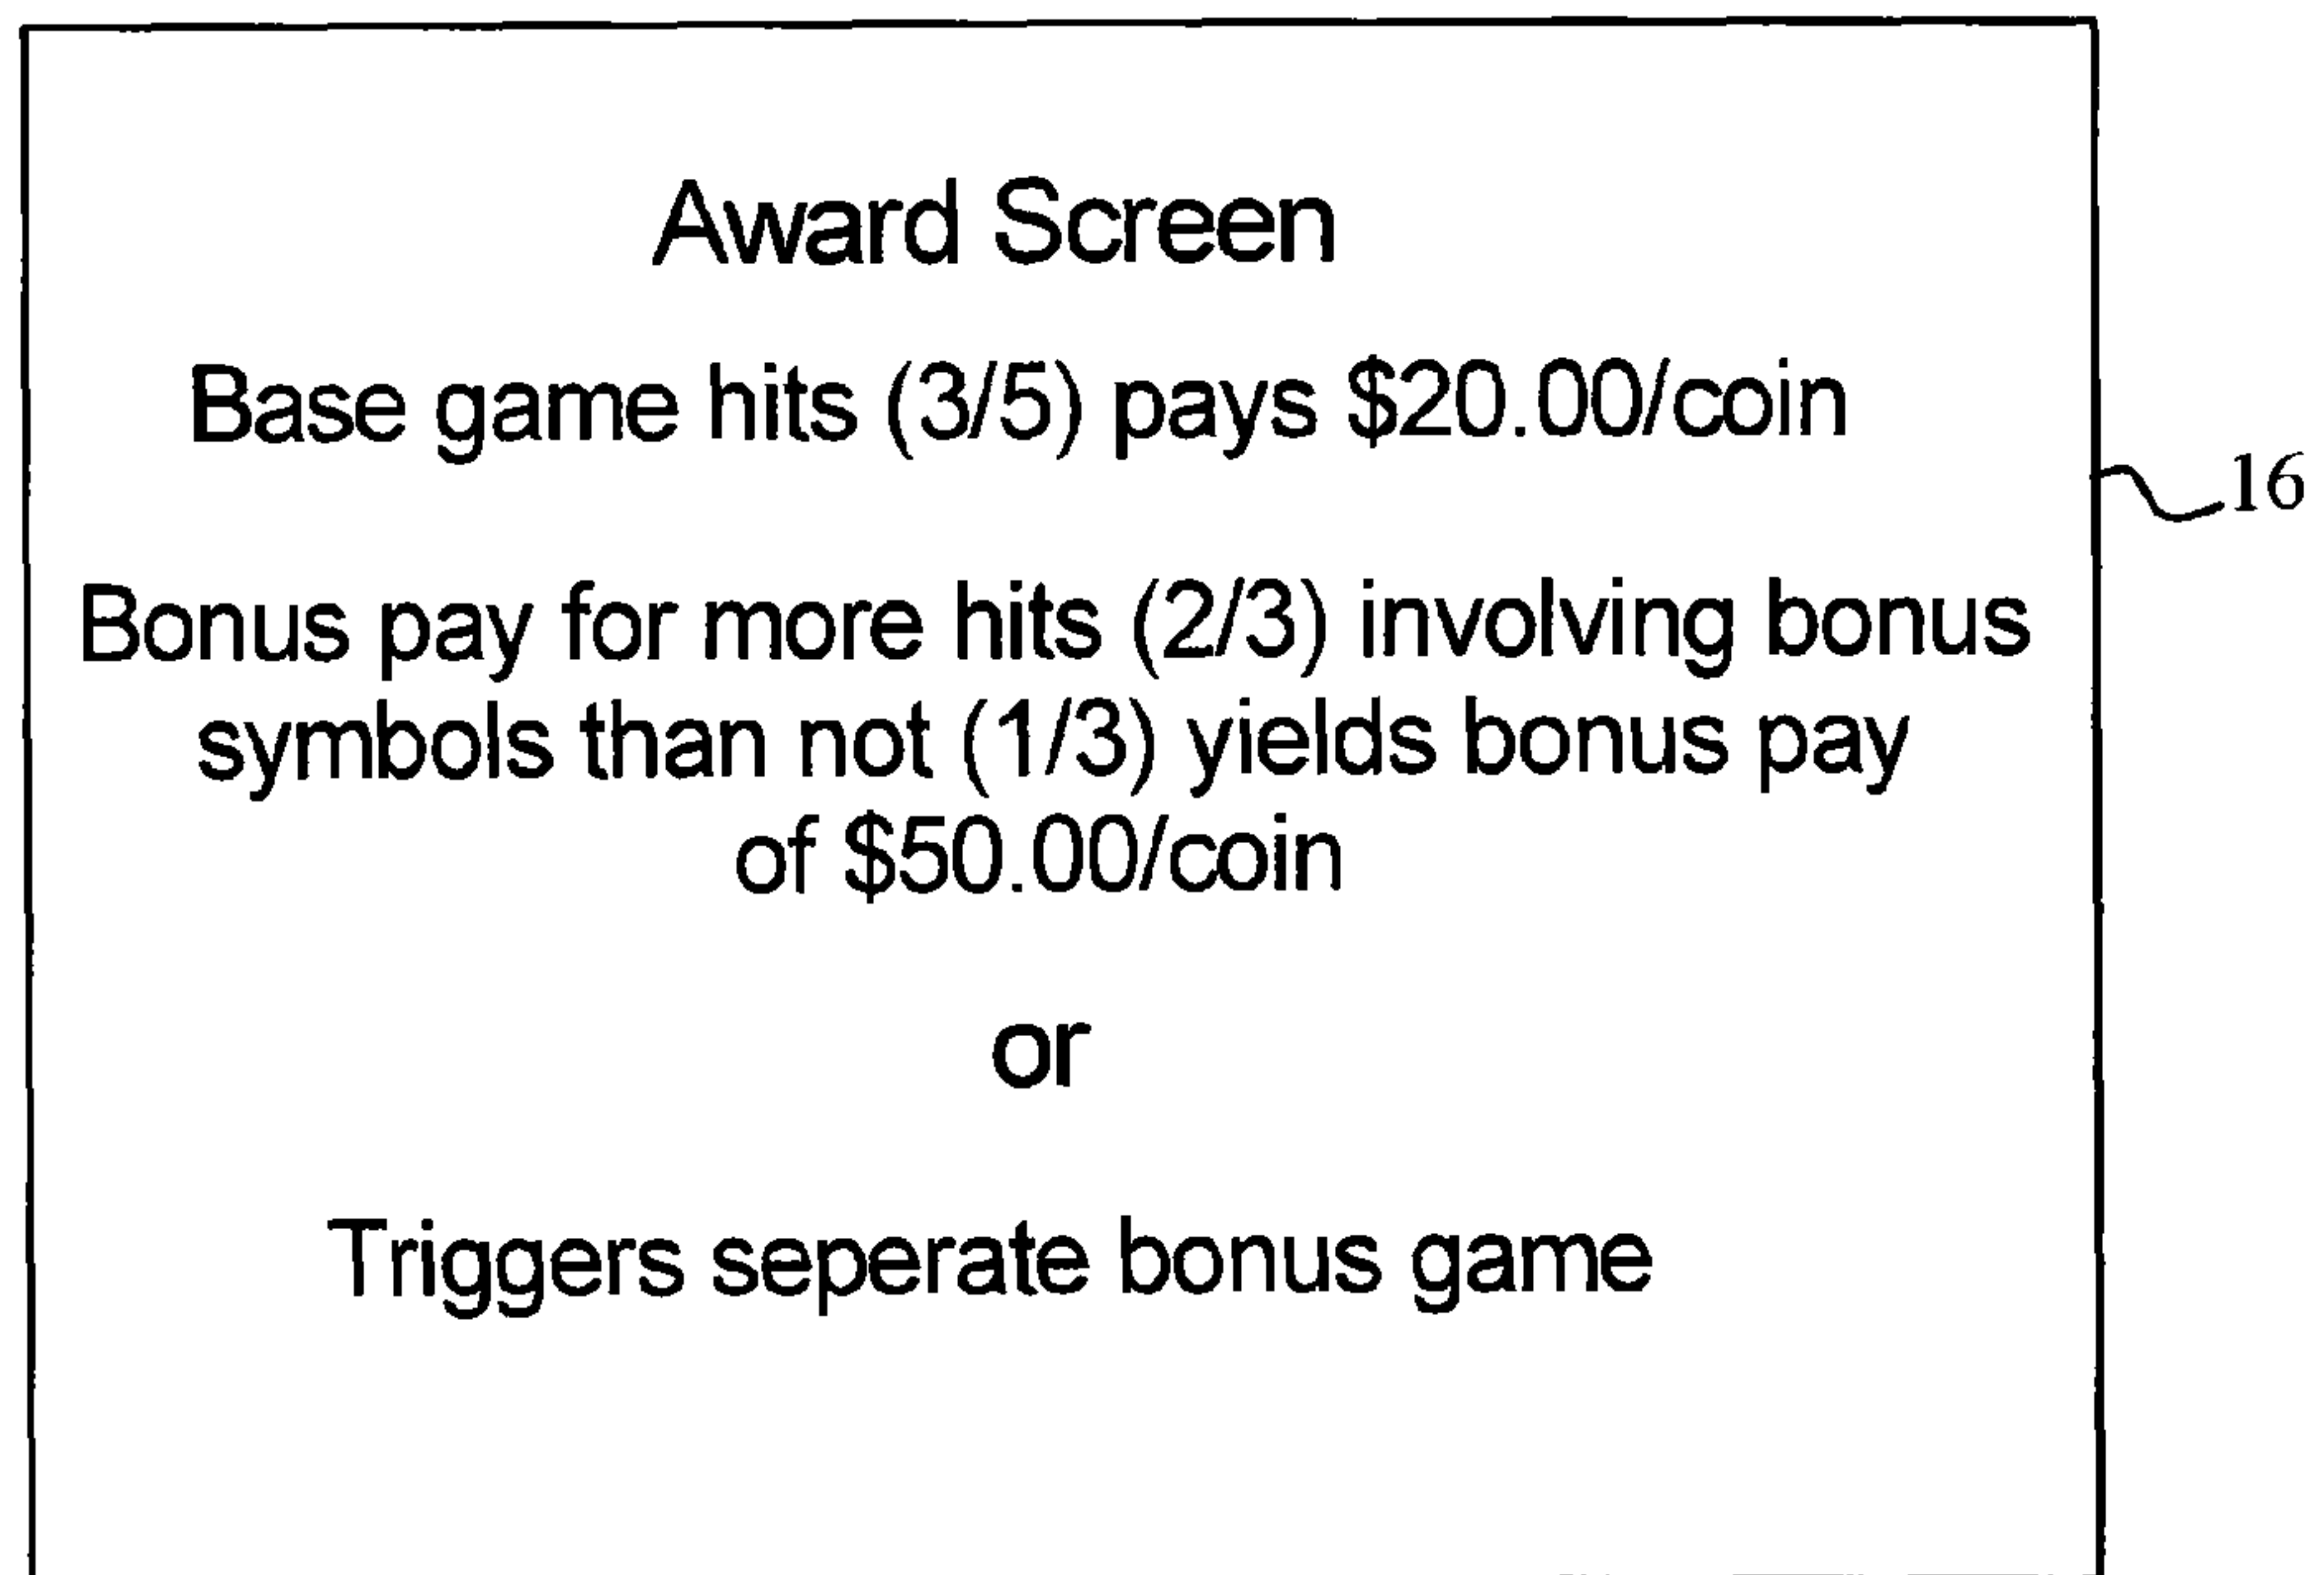 Award Screen
Base game hits (3/5) pays $20.00/coin
16
Bonus pay for more hits (2/3) involving bonus
symbols than not (1/3) yields bonus pay
of $50.00/coin
or
Triggers seperate bonus game